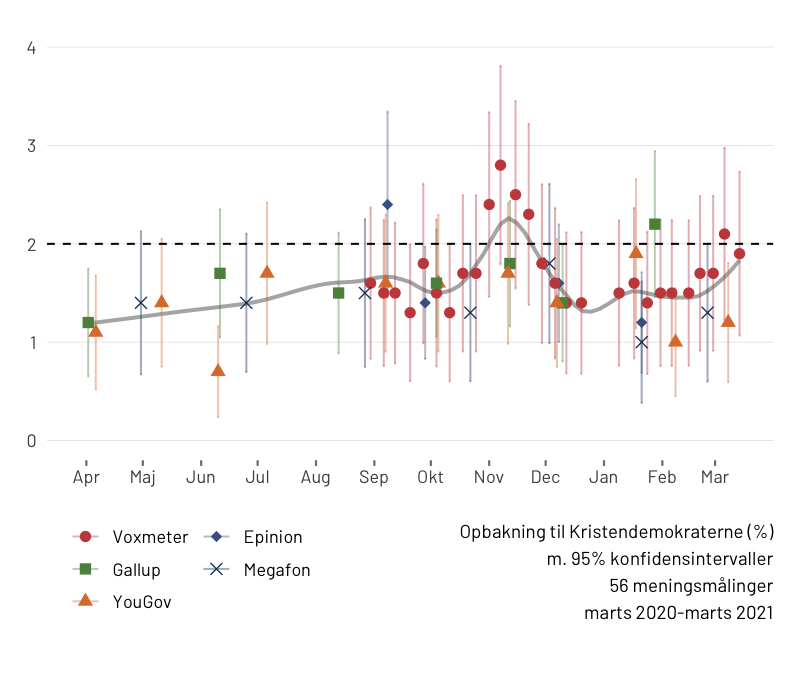 4
3
2
1
0
Apr Maj Jun Jul Aug Sep Okt Nov Dec Jan Feb Mar
Voxmeter Epinion
Gallup Megafon
YouGov
Opbakning til Kristendemokraterne (%)
m. 95% konfidensintervaller
56 meningsmålinger
marts 2020-marts 2021